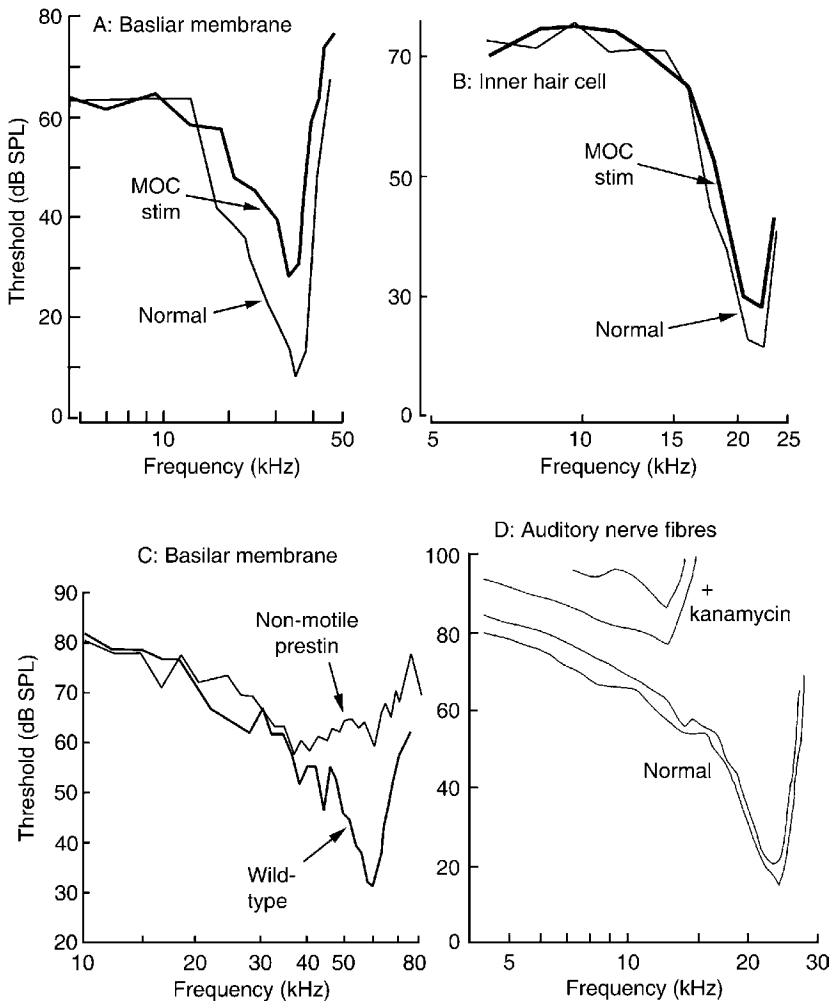 A: Basliar membrane
Threshold (dB SPL)
80
60
40
20
0
MOC
stim
Normal
10
50
Frequency (kHz)
B: Inner hair cell
70
50
30
0
MOC
stim
Normal
5
10
15
20
25
Frequency (kHz)
C: Basilar membrane
Threshold (dB SPL)
90
80
70
60
50
40
30
20
Non-motile
prestin
Wild-
type
10
20
30
40
50
80
Frequency (kHz)
D: Auditory nerve fibres
100
80
60
40
20
0
+
kanamycin
Normal
5
10
20
30
Frequency (kHz)